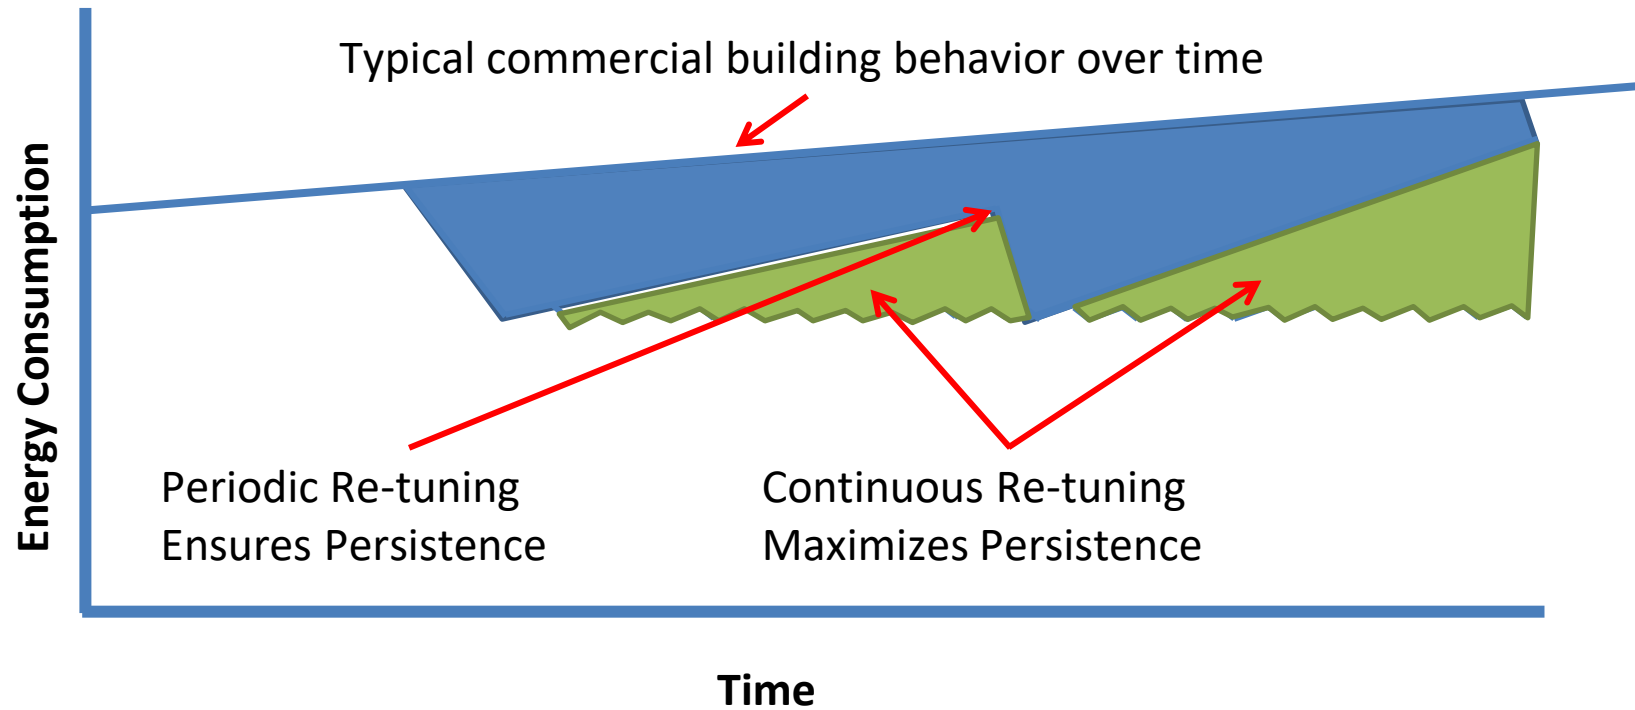 Typical commercial building behavior over time
Energy Consumption
Periodic Re-tuning
Ensures Persistence
Continuous Re-tuning
Maximizes Persistence
Time